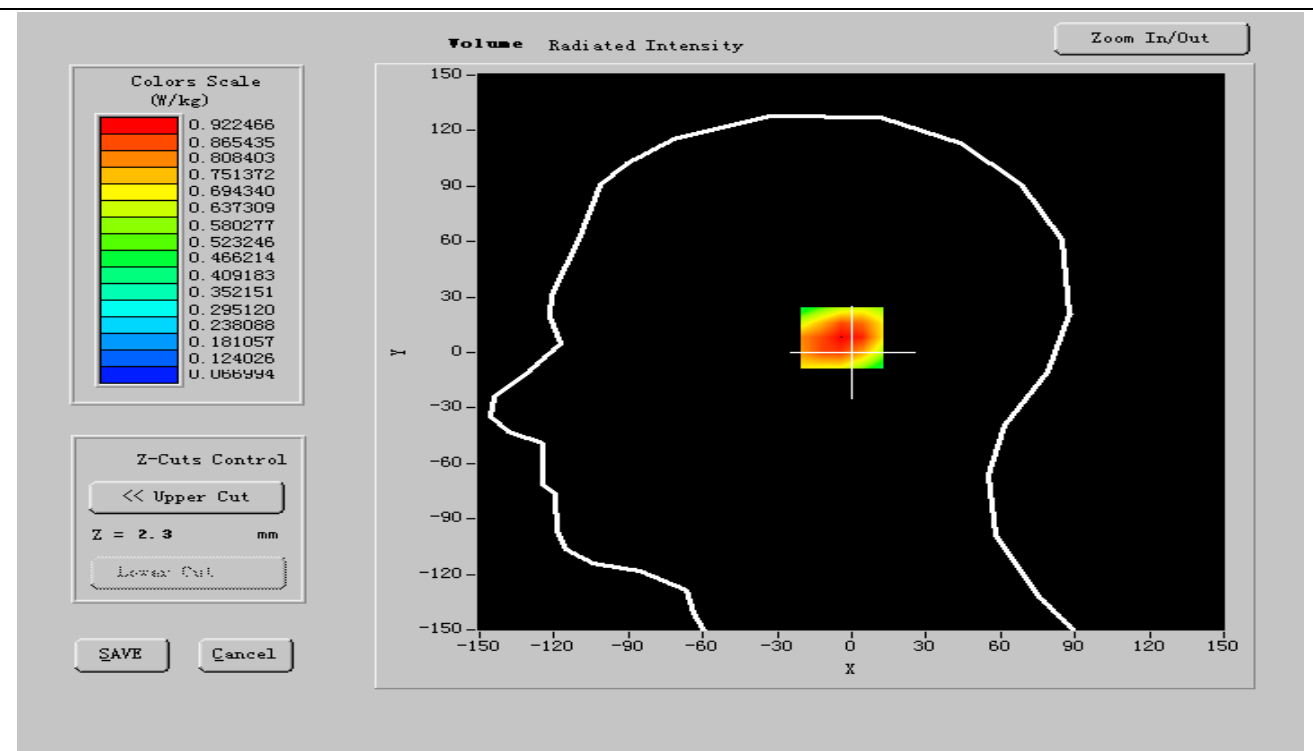 Volume Radiated Intensity
Zoom In/Out
Colors Scale
(W/kg)
0.922466
0.865435
0.808403
0.751372
0.694340
0.637309
0.580277
0.523246
0.466214
0.409183
0.352151
0.295120
0.238088
0.181057
0.124026
0.066994
Z-Cuts Control
<< Upper Cut
Z = 2.3 mm
Lower Cut
SAVE
Cancel
150
120
90
60
30
0
-30
-60
-90
-120
-150
Y
-150 -120 -90 -60 -30 0 30 60 90 120 150
X